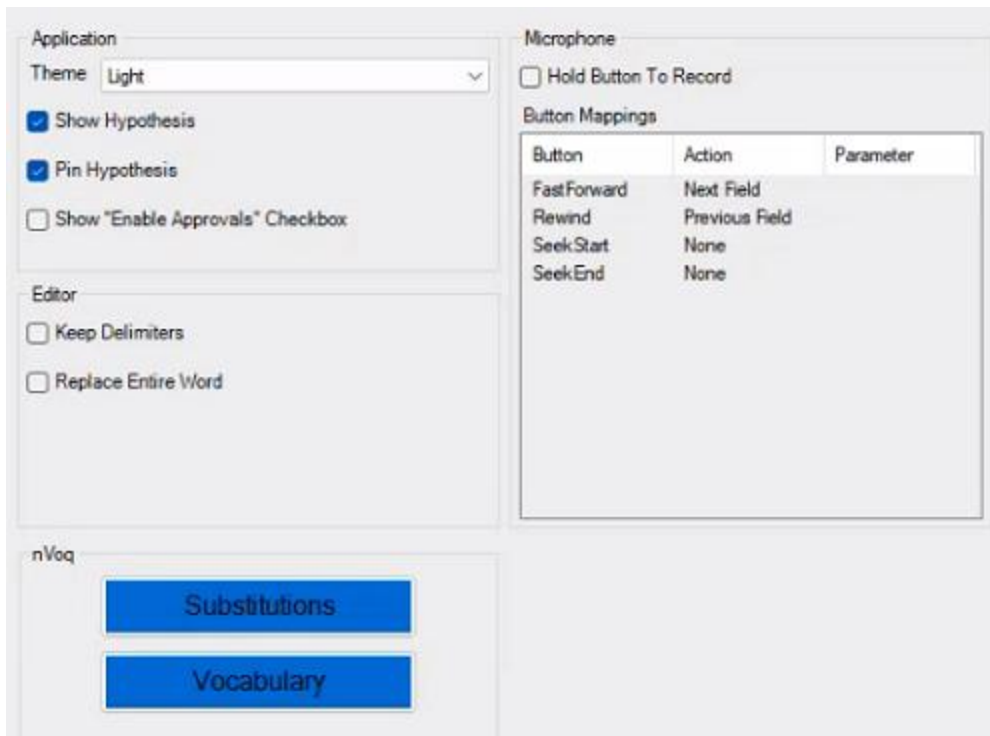 Application
Theme Light
Show Hypothesis
Pin Hypothesis
Show "Enable Approvals" Checkbox
Editor
Keep Delimiters
Replace Entire Word
nVoq
Substitutions
Vocabulary
Microphone
Hold Button To Record
Button Mappings
Button Action Parameter
FastForward Next Field
Rewind Previous Field
SeekStart None
SeekEnd None